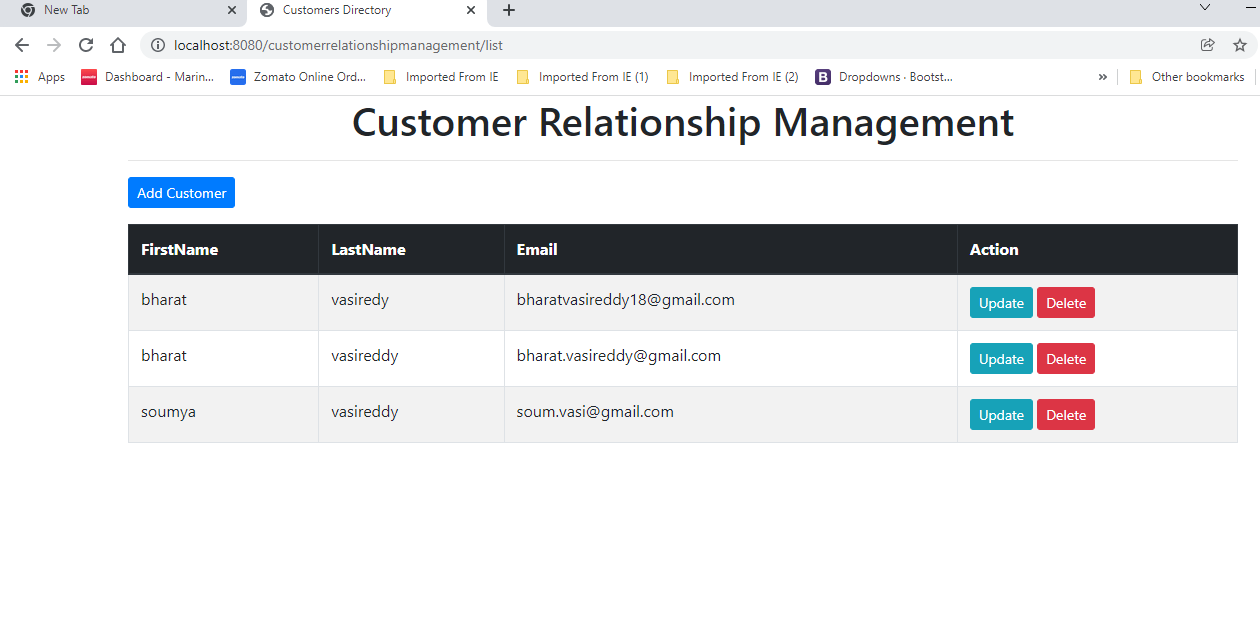 New Tab Customers Directory
localhost:8080/customerrelationshipmanagement/list
Apps zomato Dashboard - Marin... zomato Zomato Online Ord... Imported From IE Imported From IE (1) Imported From IE (2) B Dropdowns · Bootst... » Other bookmarks
Customer Relationship Management
Add Customer
FirstName LastName Email Action
bharat vasiredy bharatvasireddy18@gmail.com Update Delete
bharat vasireddy bharat.vasireddy@gmail.com Update Delete
soumya vasireddy soum.vasi@gmail.com Update Delete